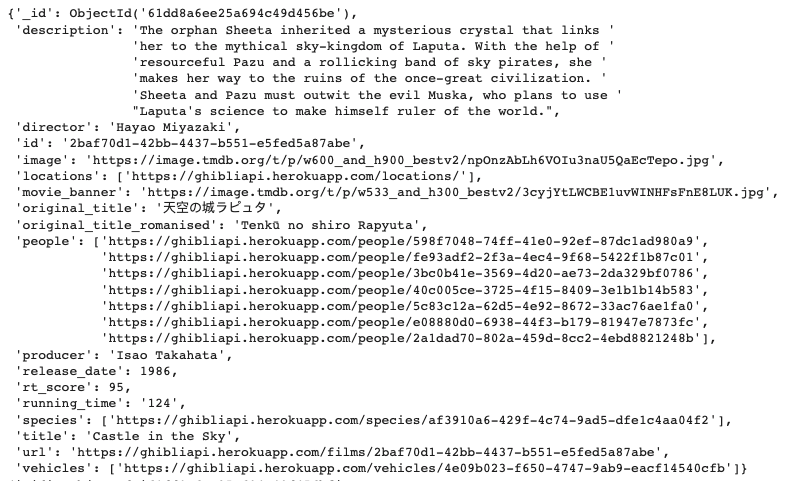 {'_id': ObjectId('61dd8a6ee25a694c49d456be'),
'description': 'The orphan Sheeta inherited a mysterious crystal that links '
'her to the mythical sky-kingdom of Laputa. With the help of '
'resourceful Pazu and a rollicking band of sky pirates, she '
'makes her way to the ruins of the once-great civilization. '
'Sheeta and Pazu must outwit the evil Muska, who plans to use '
"Laputa's science to make himself ruler of the world.",
'director': 'Hayao Miyazaki',
'id': '2baf70d1-42bb-4437-b551-e5fed5a87abe',
'image': 'https://image.tmdb.org/t/p/w600_and_h900_bestv2/npOnzAbLh6VOIu3naU5QaEcTepo.jpg',
'locations': ['https://ghibliapi.herokuapp.com/locations/'],
'movie_banner': 'https://image.tmdb.org/t/p/w533_and_h300_bestv2/3cyjYtLWCBE1uvWINHFsFnE8LUK.jpg',
'original_title': '天空の城ラピュタ',
'original_title_romanised': 'Tenkū no shiro Rapyuta',
'people': ['https://ghibliapi.herokuapp.com/people/598f7048-74ff-41e0-92ef-87dc1ad980a9',
'https://ghibliapi.herokuapp.com/people/fe93adf2-2f3a-4ec4-9f68-5422f1b87c01',
'https://ghibliapi.herokuapp.com/people/3bc0b41e-3569-4d20-ae73-2da329bf0786',
'https://ghibliapi.herokuapp.com/people/40c005ce-3725-4f15-8409-3e1b1b14b583',
'https://ghibliapi.herokuapp.com/people/5c83c12a-62d5-4e92-8672-33ac76ae1fa0',
'https://ghibliapi.herokuapp.com/people/e08880d0-6938-44f3-b179-81947e7873fc',
'https://ghibliapi.herokuapp.com/people/2a1dad70-802a-459d-8cc2-4ebd8821248b'],
'producer': 'Isao Takahata',
'release_date': 1986,
'rt_score': 95,
'running_time': '124',
'species': ['https://ghibliapi.herokuapp.com/species/af3910a6-429f-4c74-9ad5-dfe1c4aa04f2'],
'title': 'Castle in the Sky',
'url': 'https://ghibliapi.herokuapp.com/films/2baf70d1-42bb-4437-b551-e5fed5a87abe',
'vehicles': ['https://ghibliapi.herokuapp.com/vehicles/4e09b023-f650-4747-9ab9-eacf14540cfb']}